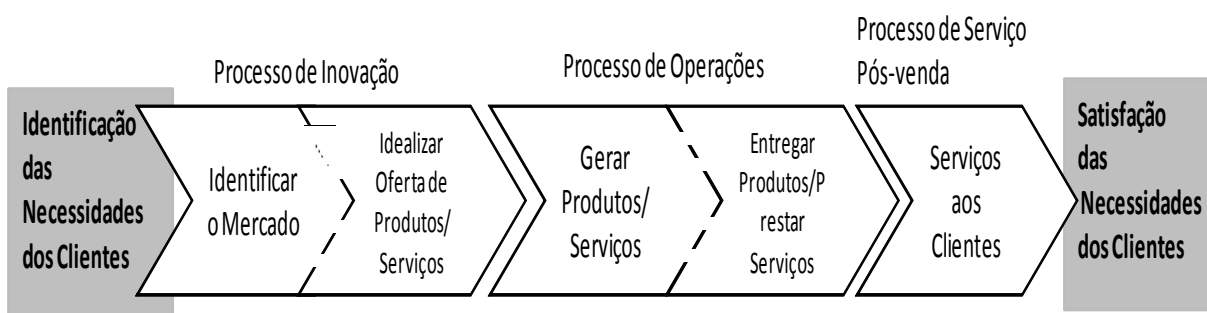 Processo de Inovação
Processo de Operações
Processo de Serviço
Pós-venda
Identificação
das
Necessidades
dos Clientes
Identificar
o Mercado
Idealizar
Oferta de
Produtos/
Serviços
Gerar
Produtos/
Serviços
Entregar
Produtos/P
restar
Serviços
Serviços
aos
Clientes
Satisfação
das
Necessidades
dos Clientes